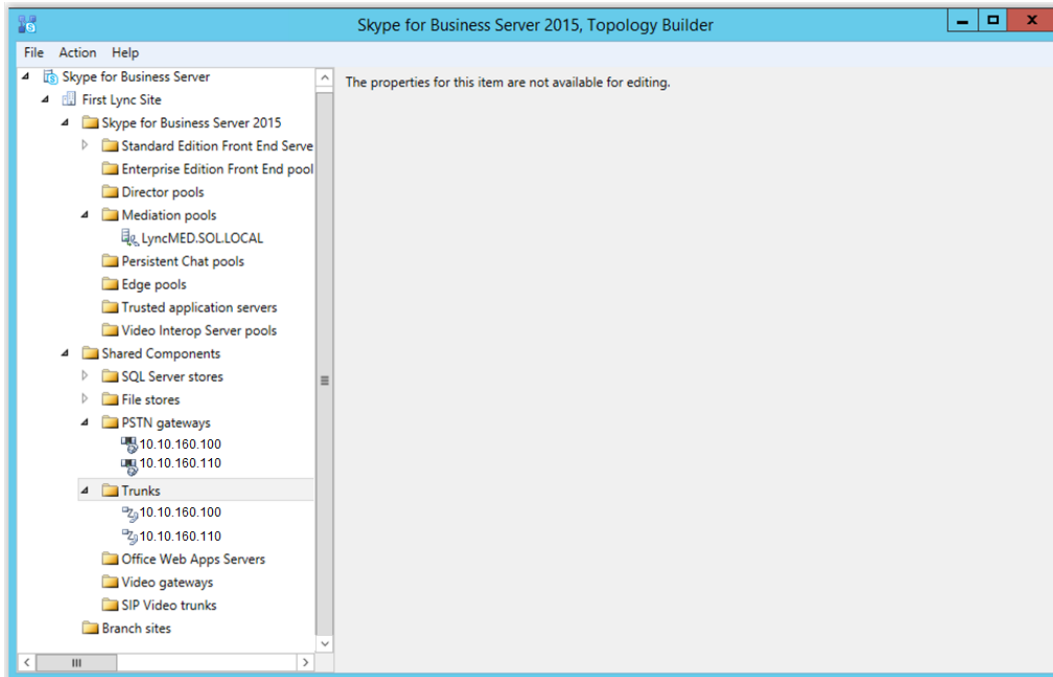 Skype for Business Server 2015, Topology Builder
File Action Help
Skype for Business Server
First Lync Site
Skype for Business Server 2015
Standard Edition Front End Serve
Enterprise Edition Front End pool
Director pools
Mediation pools
LyncMED.SOL.LOCAL
Persistent Chat pools
Edge pools
Trusted application servers
Video Interop Server pools
Shared Components
SQL Server stores
File stores
PSTN gateways
10.10.160.100
10.10.160.110
Trunks
10.10.160.100
10.10.160.110
Office Web Apps Servers
Video gateways
SIP Video trunks
Branch sites
The properties for this item are not available for editing.